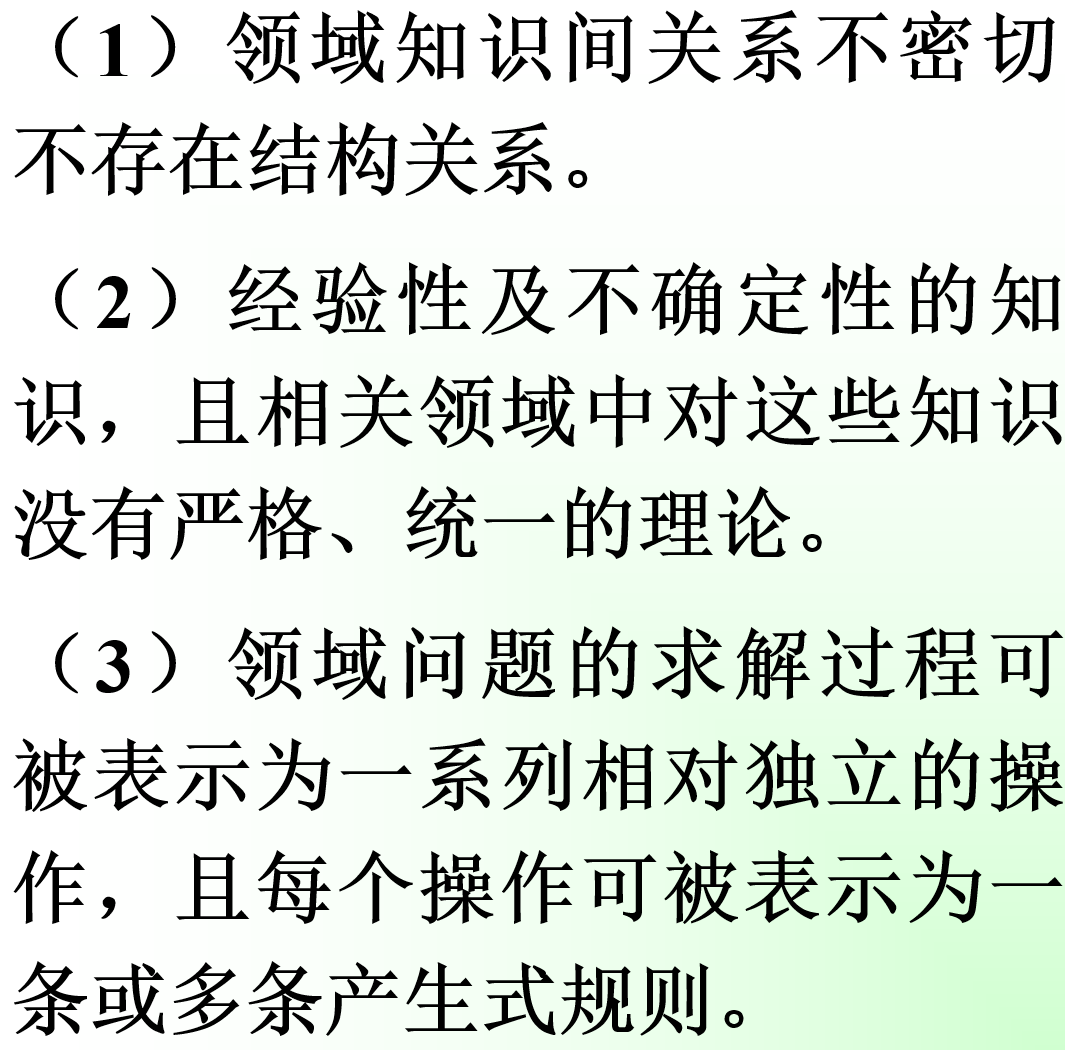 （1）领域知识间关系不密切
不存在结构关系。
（2）经验性及不确定性的知
识，且相关领域中对这些知识
没有严格、统一的理论。
（3）领域问题的求解过程可
被表示为一系列相对独立的操
作，且每个操作可被表示为一
条或多条产生式规则。